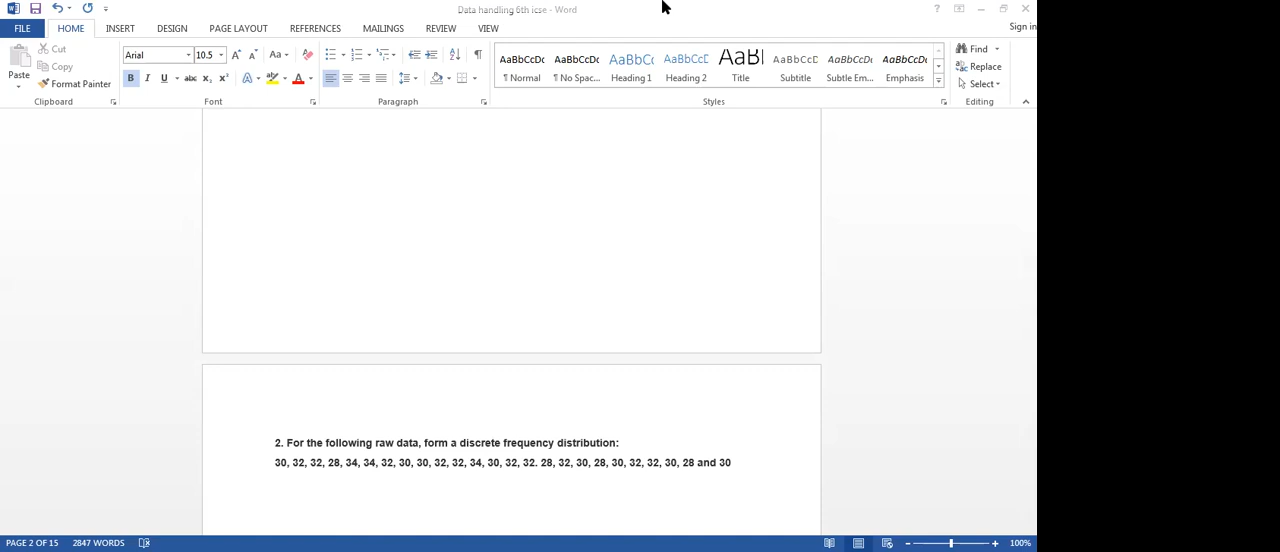 Data handling 6th icse - Word
Sign in
FILE HOME INSERT DESIGN PAGE LAYOUT REFERENCES MAILINGS REVIEW VIEW
Paste
Cut
Copy
Format Painter
Clipboard
Arial 10.5
Font
Paragraph
AaBbCcDc AaBbCcDc AaBbC( AaBbCcD AaBl AaBbCcD AaBbCcDc AaBbCcDc
¶ Normal ¶ No Spac... Heading 1 Heading 2 Title Subtitle Subtle Em... Emphasis
Styles
Find
Replace
Select
Editing
2. For the following raw data, form a discrete frequency distribution:
30, 32, 32, 28, 34, 34, 32, 30, 30, 32, 32, 34, 30, 32, 32. 28, 32, 30, 28, 30, 32, 32, 30, 28 and 30
PAGE 2 OF 15 2847 WORDS
100%